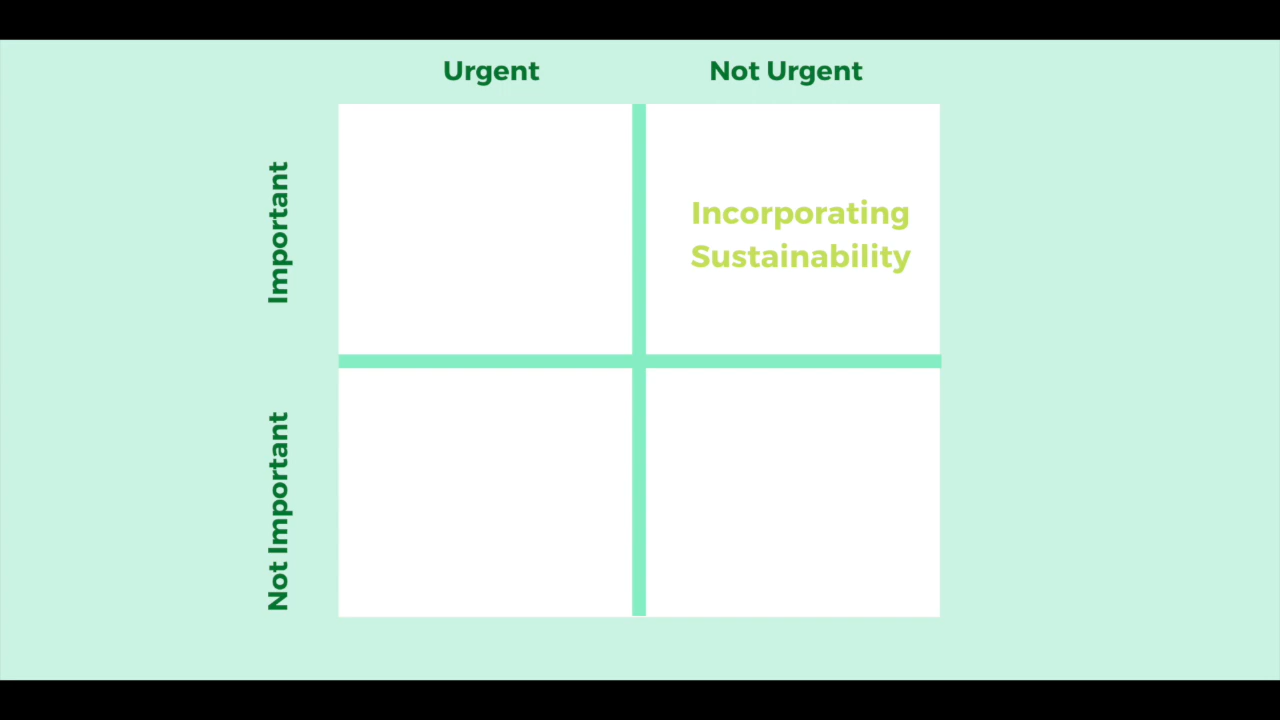 Urgent
Not Urgent
Important
Incorporating
Sustainability
Not Important